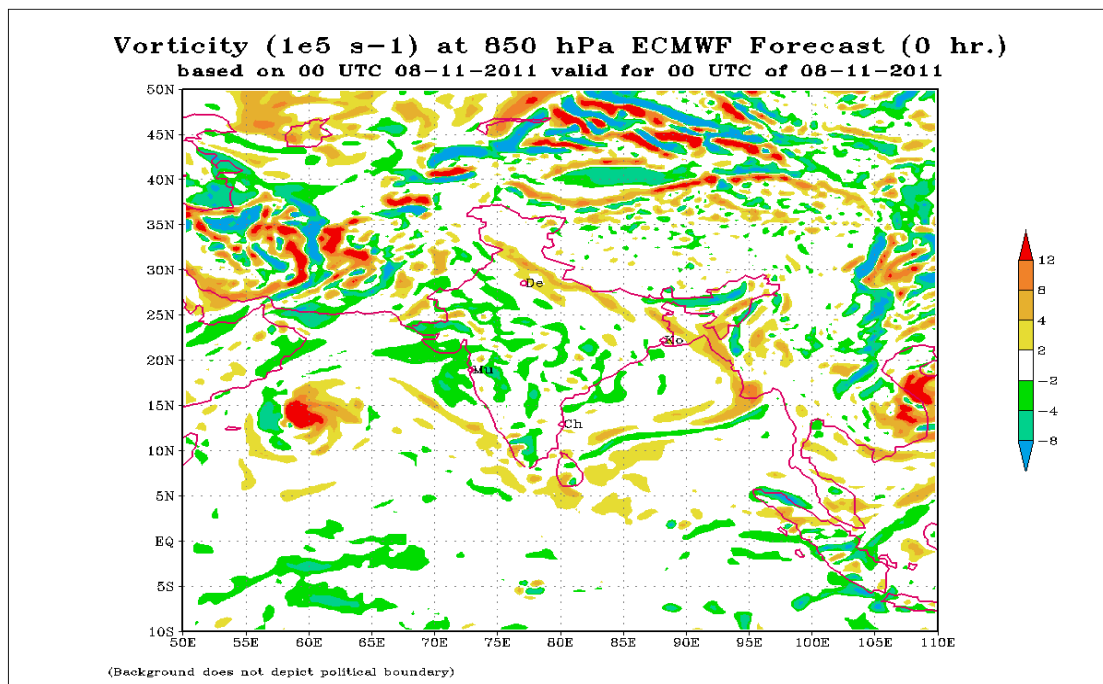 Vorticity (1e5 s-1) at 850 hPa ECMWF Forecast (0 hr.)
based on 00 UTC 08-11-2011 valid for 00 UTC of 08-11-2011
50N
45N
40N
35N
30N
25N
20N
15N
10N
5N
EQ
5S
10S
De
Ko
Mu
Ch
50E 55E 60E 65E 70E 75E 80E 85E 90E 95E 100E 105E 110E
12
8
4
2
-2
-4
-8
(Background does not depict political boundary)